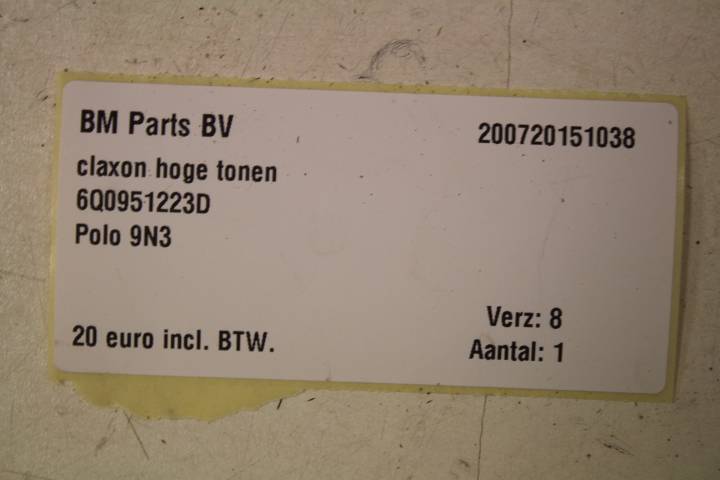 BM Parts BV
200720151038
claxon hoge tonen
6Q0951223D
Polo 9N3
Verz: 8
20 euro incl. BTW.
Aantal: 1